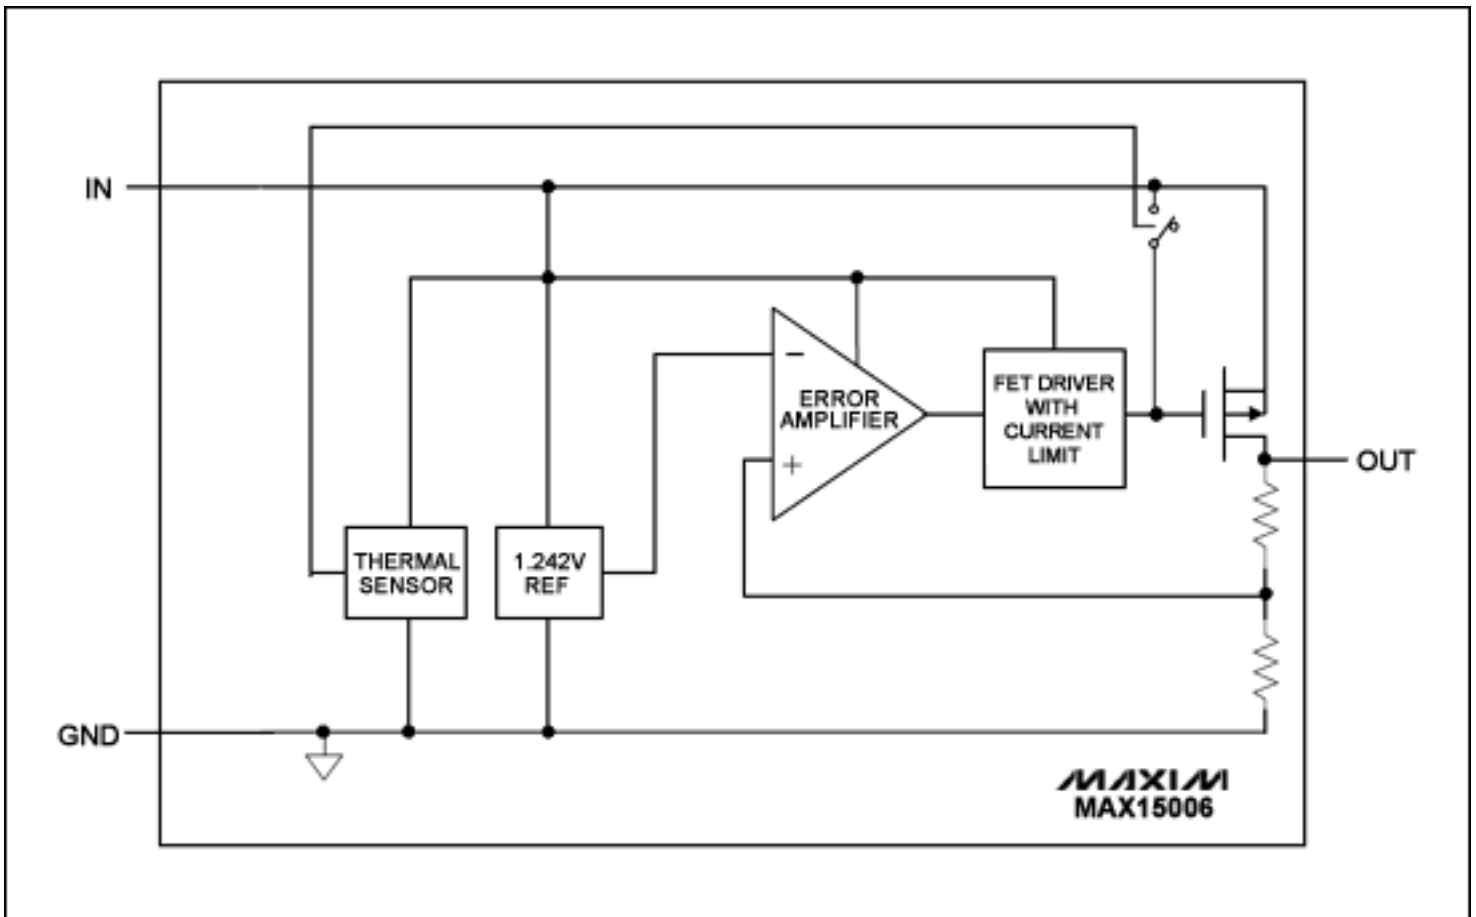 IN
−
ERROR
AMPLIFIER
+
FET DRIVER
WITH
CURRENT
LIMIT
OUT
THERMAL
SENSOR
1.242V
REF
GND
MAXIM
MAX15006